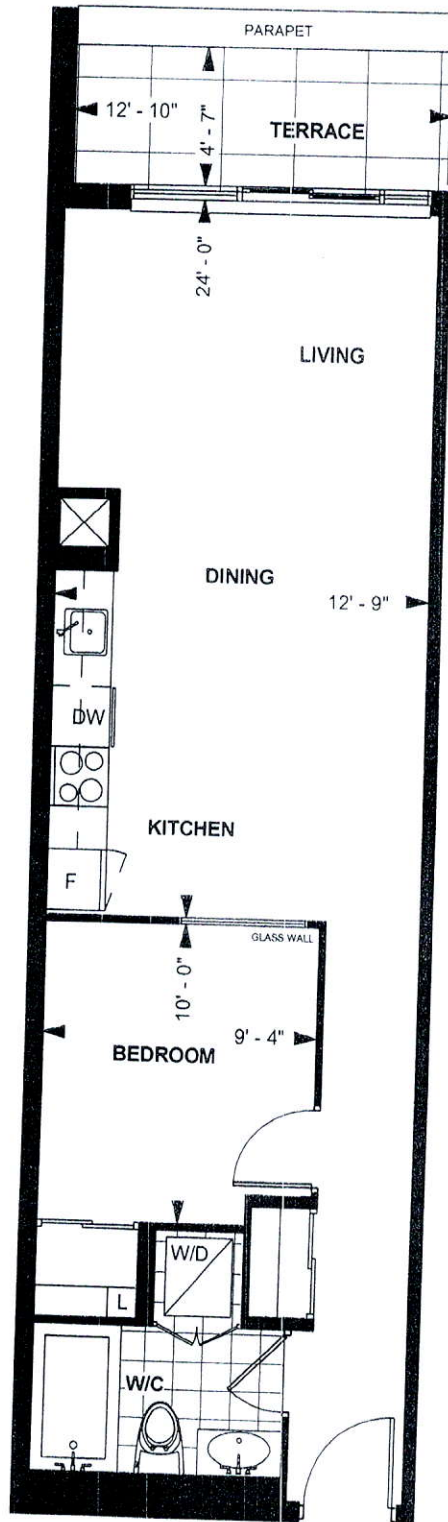 PARAPET
12' - 10"
4' - 7"
TERRACE
24' - 0"
LIVING
DINING
12' - 9"
DW
KITCHEN
F
GLASS WALL
10' - 0"
9' - 4"
BEDROOM
W/D
L
W/C